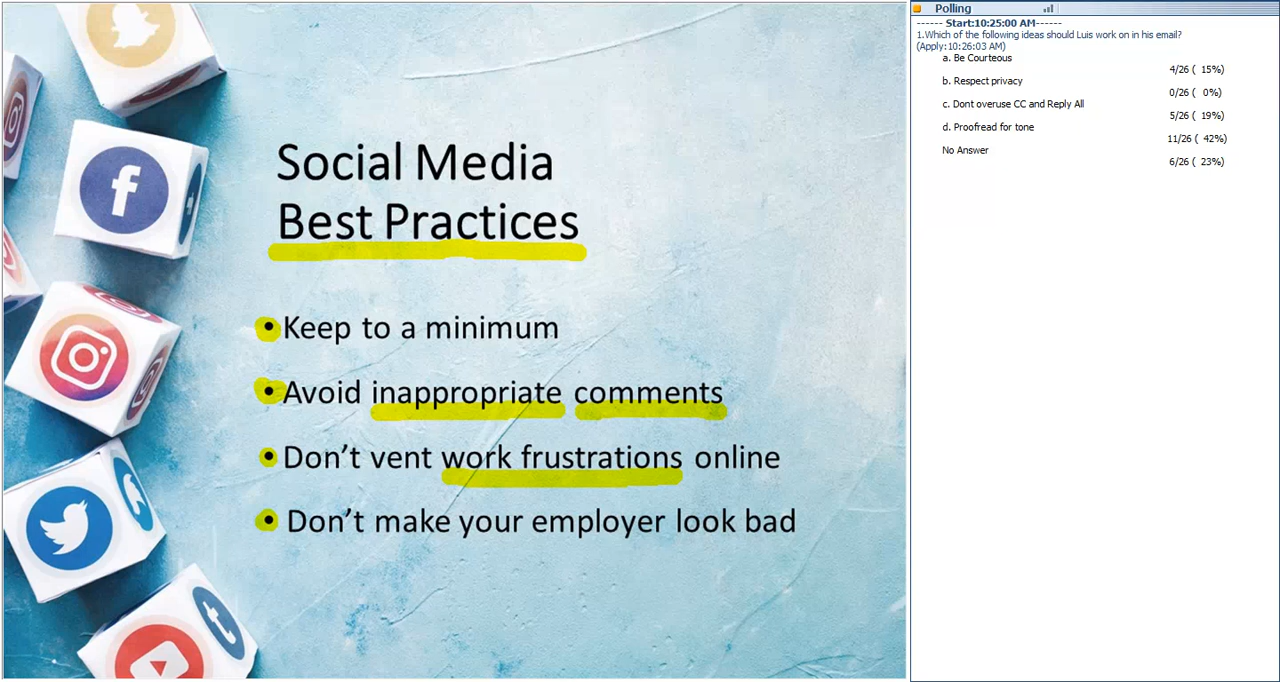 Social Media
Best Practices
• Keep to a minimum
• Avoid inappropriate comments
• Don’t vent work frustrations online
• Don’t make your employer look bad
Polling
------ Start:10:25:00 AM------
1.Which of the following ideas should Luis work on in his email?
(Apply:10:26:03 AM)
a. Be Courteous
4/26 ( 15%)
b. Respect privacy
0/26 ( 0%)
c. Dont overuse CC and Reply All
5/26 ( 19%)
d. Proofread for tone
11/26 ( 42%)
No Answer
6/26 ( 23%)